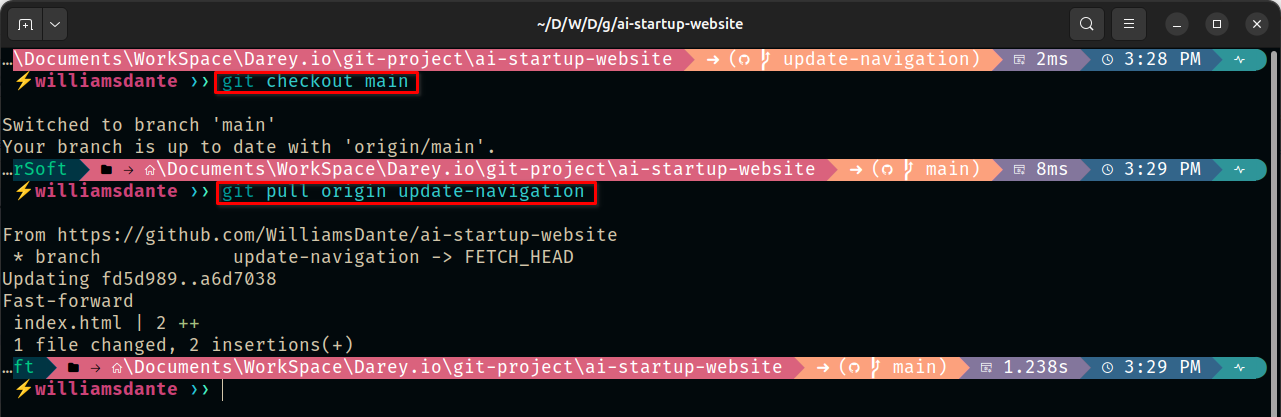 ~/D/W/D/g/ai-startup-website
…\Documents\WorkSpace\Darey.io\git-project\ai-startup-website ➜ ( update-navigation) 2ms 3:28 PM
⚡williamsdante ❯❯ git checkout main
Switched to branch 'main'
Your branch is up to date with 'origin/main'.
…rSoft → \Documents\WorkSpace\Darey.io\git-project\ai-startup-website ➜ ( main) 8ms 3:29 PM
⚡williamsdante ❯❯ git pull origin update-navigation
From https://github.com/WilliamsDante/ai-startup-website
 * branch            update-navigation -> FETCH_HEAD
Updating fd5d989..a6d7038
Fast-forward
 index.html | 2 ++
 1 file changed, 2 insertions(+)
…ft → \Documents\WorkSpace\Darey.io\git-project\ai-startup-website ➜ ( main) 1.238s 3:29 PM
⚡williamsdante ❯❯